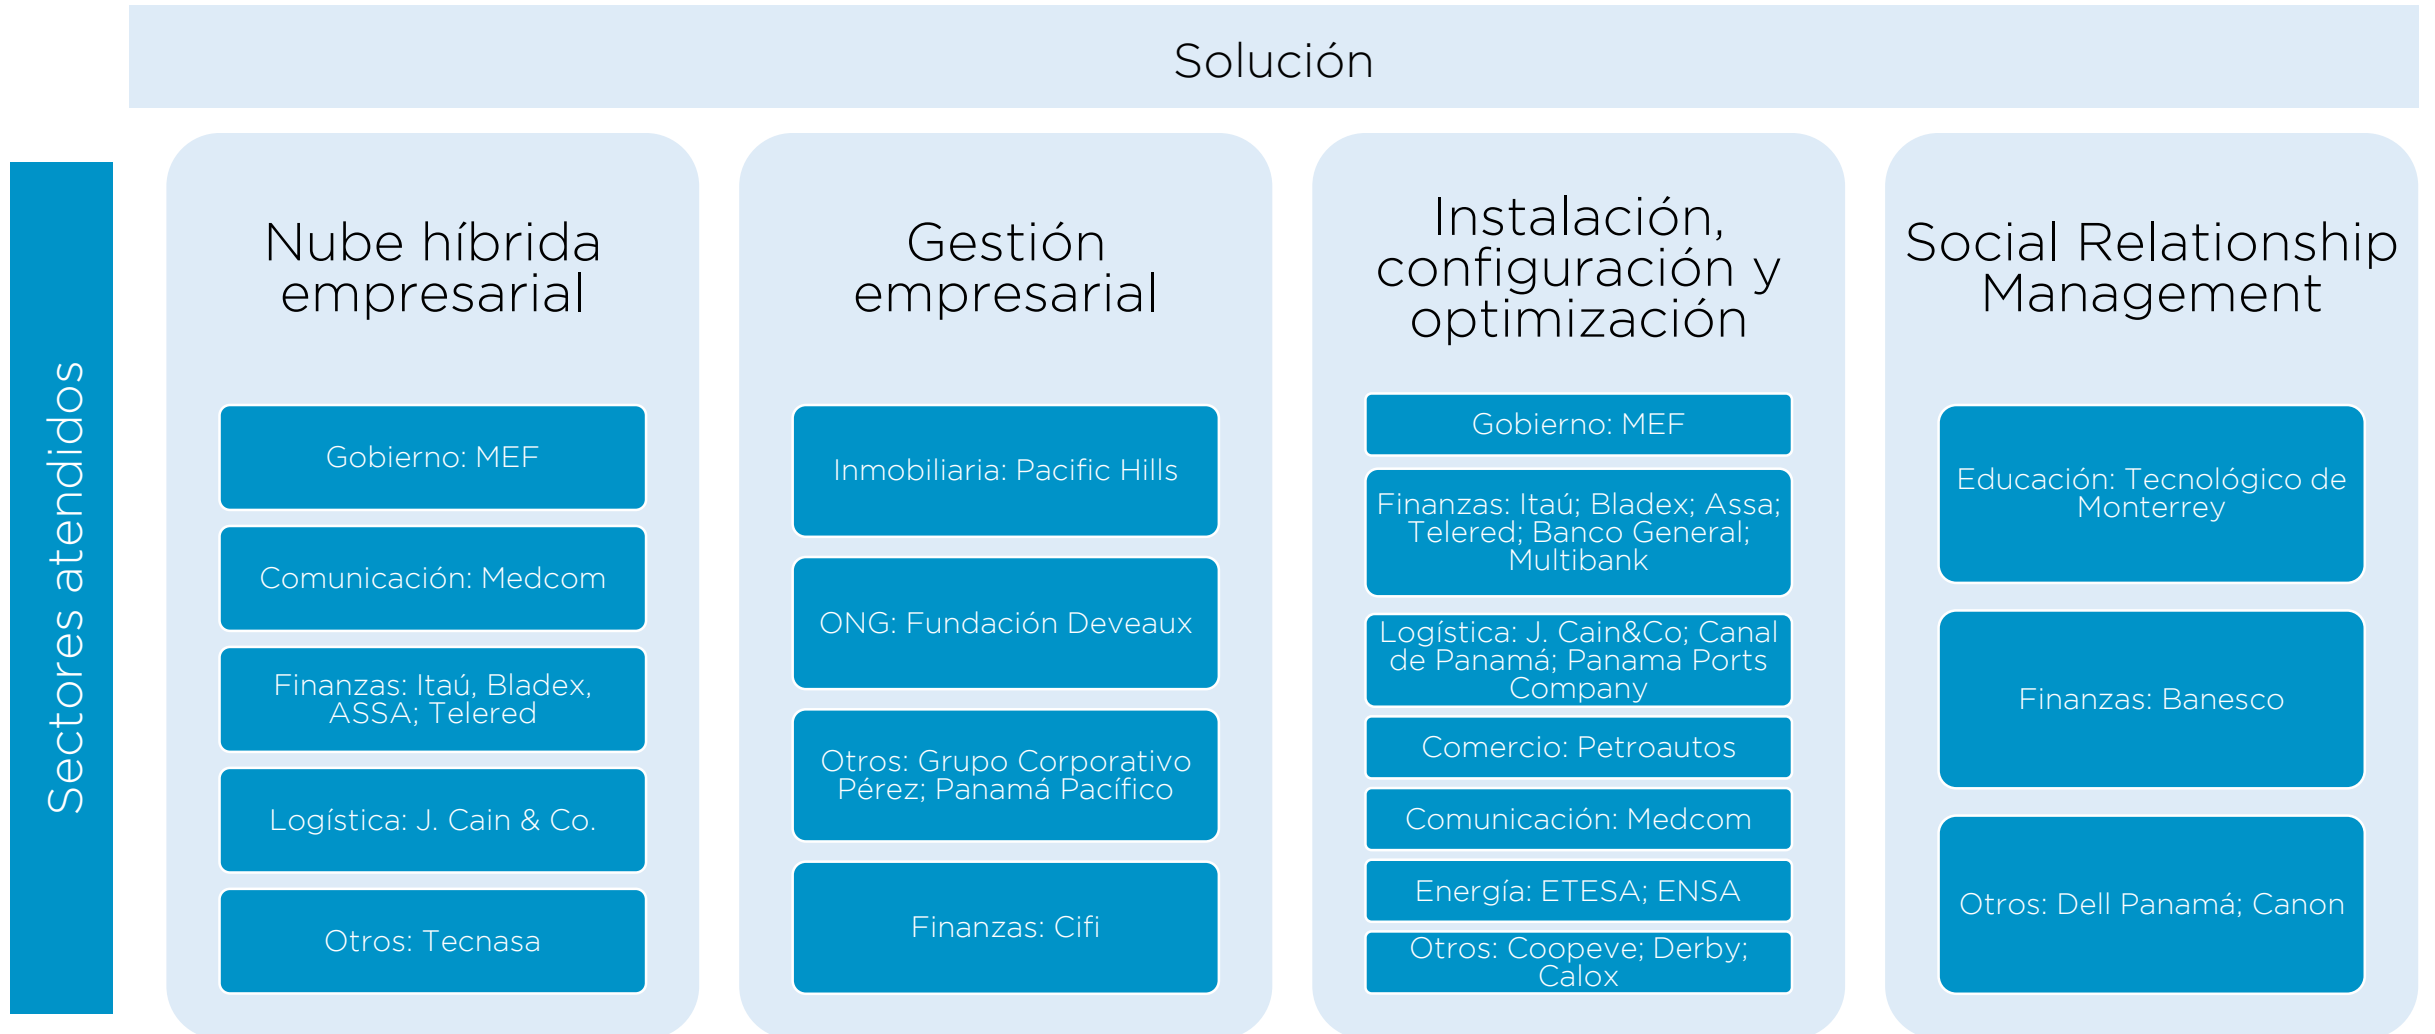 Solución
Sectores atendidos
Nube híbrida
empresarial
Gobierno: MEF
Comunicación: Medcom
Finanzas: Itaú, Bladex,
ASSA; Telered
Logística: J. Cain & Co.
Otros: Tecnasa
Gestión
empresarial
Inmobiliaria: Pacific Hills
ONG: Fundación Deveaux
Otros: Grupo Corporativo
Pérez; Panamá Pacífico
Finanzas: Cifi
Instalación,
configuración y
optimización
Gobierno: MEF
Finanzas: Itaú; Bladex; Assa;
Telered; Banco General;
Multibank
Logística: J. Cain&Co; Canal
de Panamá; Panama Ports
Company
Comercio: Petroautos
Comunicación: Medcom
Energía: ETESA; ENSA
Otros: Coopeve; Derby;
Calox
Social Relationship
Management
Educación: Tecnológico de
Monterrey
Finanzas: Banesco
Otros: Dell Panamá; Canon